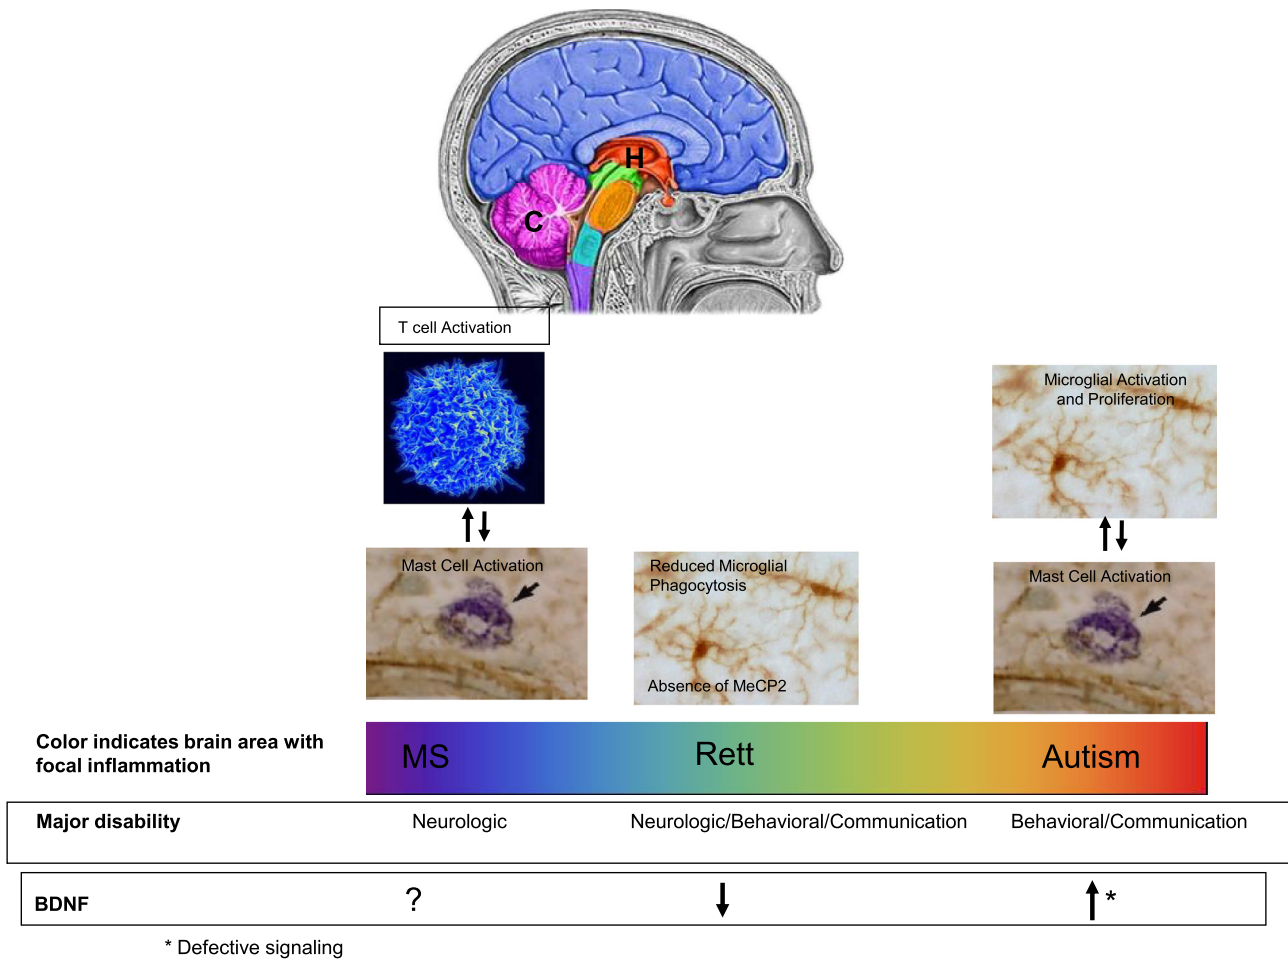 H
C
T cell Activation
Microglial Activation
and Proliferation
Mast Cell Activation
Reduced Microglial
Phagocytosis
Absence of MeCP2
Mast Cell Activation
Color indicates brain area with
focal inflammation
MS
Rett
Autism
Major disability
Neurologic
Neurologic/Behavioral/Communication
Behavioral/Communication
BDNF
?
*
* Defective signaling